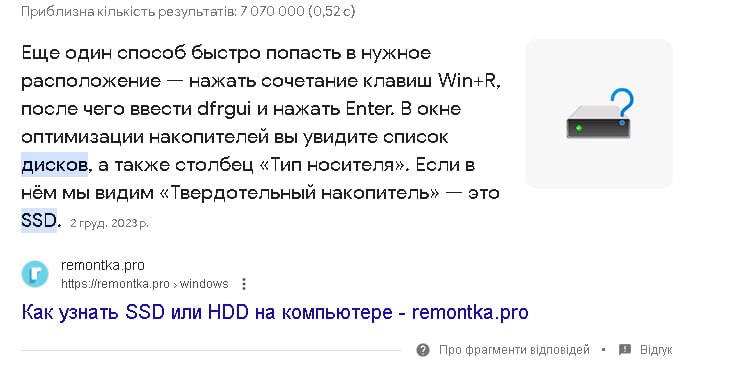 Приблизна кількість результатів: 7 070 000 (0,52 с)
Еще один способ быстро попасть в нужное
расположение — нажать сочетание клавиш Win+R,
после чего ввести dfrgui и нажать Enter. В окне
оптимизации накопителей вы увидите список
дисков, а также столбец «Тип носителя». Если в
нём мы видим «Твердотельный накопитель» — это
SSD. 2 груд. 2023 р.
remontka.pro
https://remontka.pro › windows
Как узнать SSD или HDD на компьютере - remontka.pro
Про фрагменти відповідей • Відгук